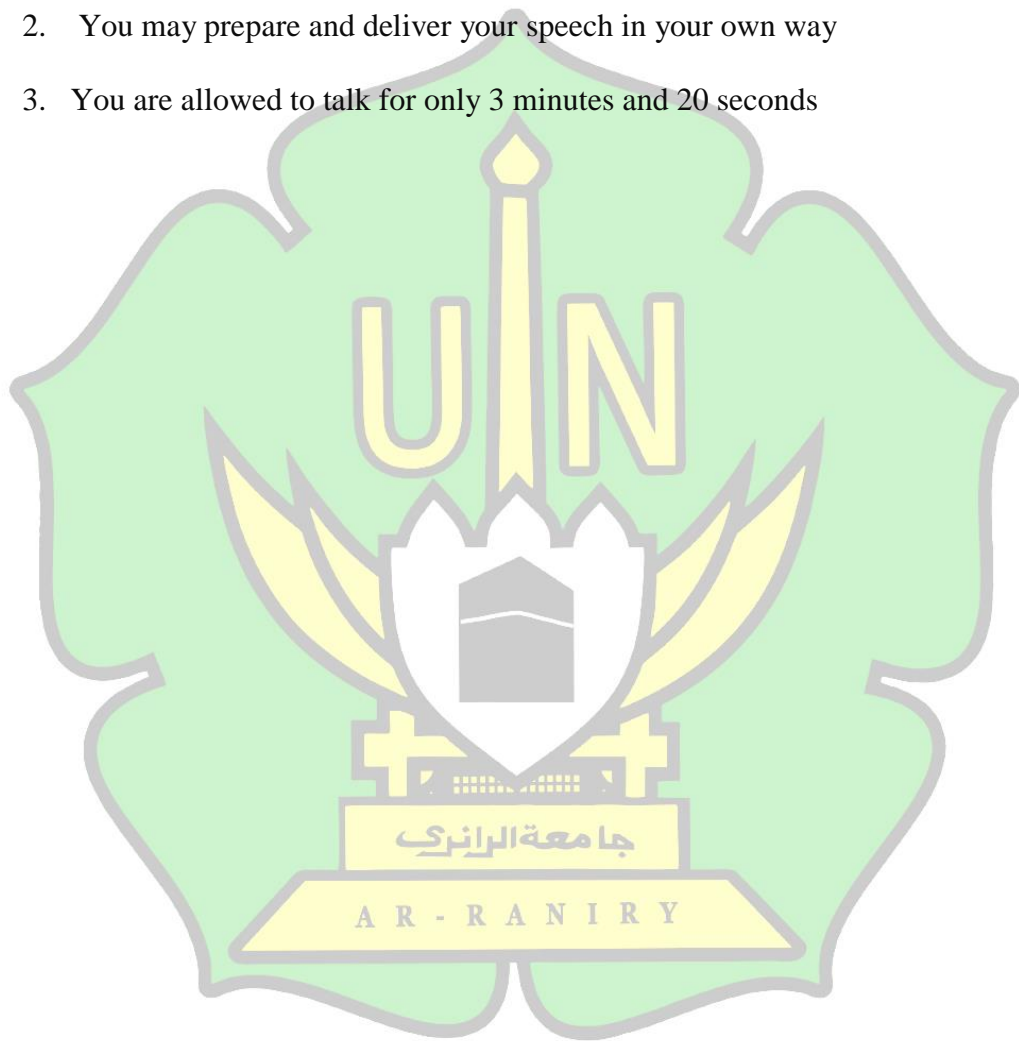 2. You may prepare and deliver your speech in your own way
3. You are allowed to talk for only 3 minutes and 20 seconds
UIN
جامعة الرانري
AR-RANIRY